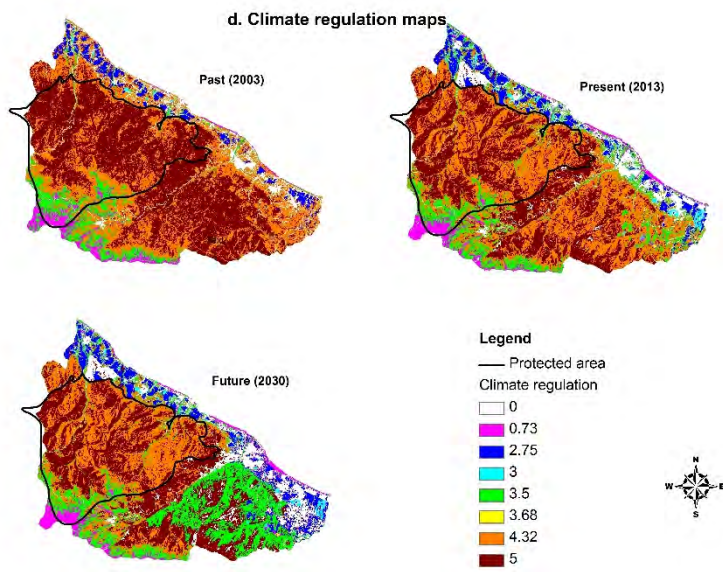 d. Climate regulation maps
Past (2003)
Present (2013)
Future (2030)
Legend
Protected area
Climate regulation
0
0.73
2.75
3
3.5
3.68
4.32
5
N
W E
S